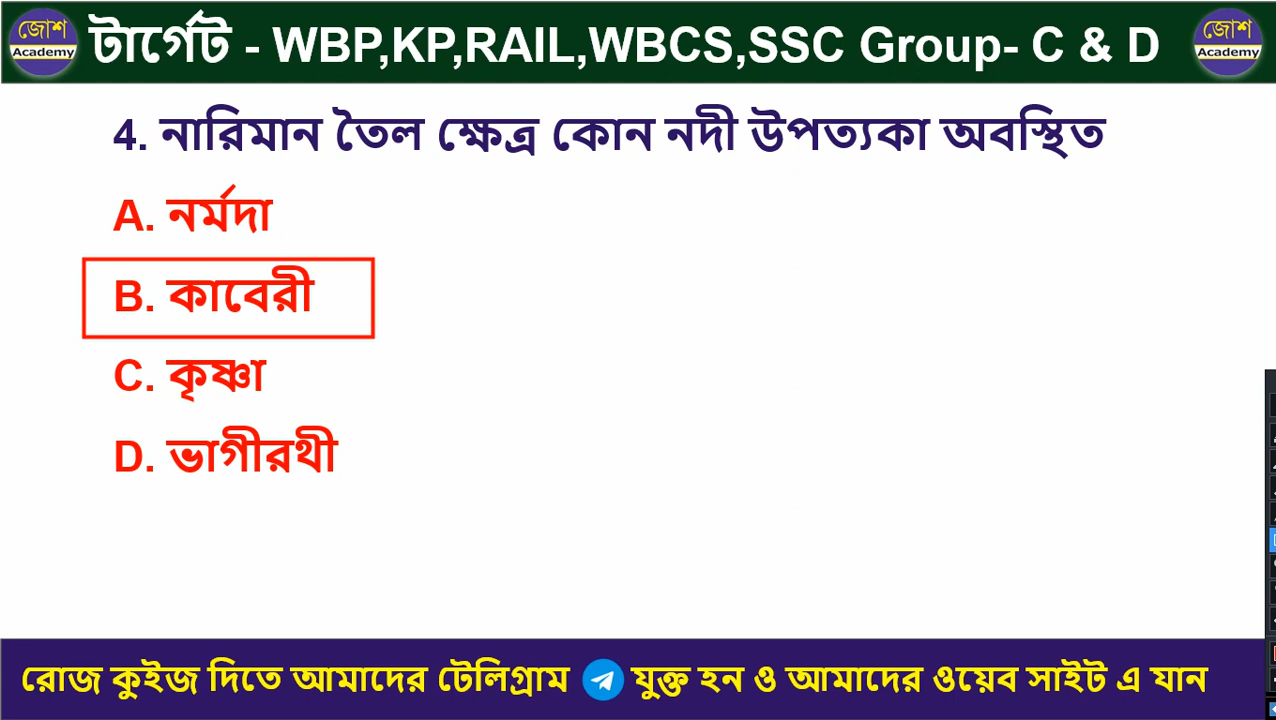 জোশ Academy
টার্গেট - WBP,KP,RAIL,WBCS,SSC Group- C & D
জোশ Academy
4. নারিমান তৈল ক্ষেত্র কোন নদী উপত্যকা অবস্থিত
A. নর্মদা
B. কাবেরী
C. কৃষ্ণা
D. ভাগীরথী
রোজ কুইজ দিতে আমাদের টেলিগ্রাম যুক্ত হন ও আমাদের ওয়েব সাইট এ যান